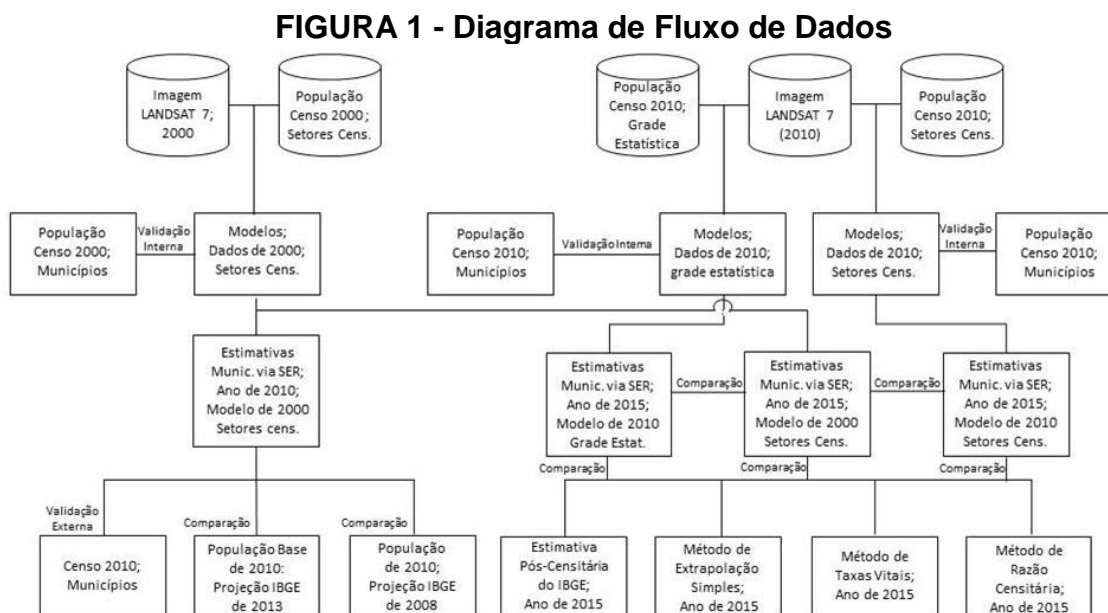 FIGURA 1 - Diagrama de Fluxo de Dados
Imagem
LANDSAT 7;
2000
População
Censo 2000;
Setores Cens.
População
Censo 2010;
Grade
Estatística
Imagem
LANDSAT 7
(2010)
População
Censo 2010;
Setores Cens.
População
Censo 2000;
Municípios
Validação
Interna
Modelos;
Dados de 2000;
Setores Cens.
População
Censo 2010;
Municípios
Validação Interna
Modelos;
Dados de 2010;
grade estatística
Modelos;
Dados de 2010;
Setores Cens.
Validação
Interna
População
Censo 2010;
Municípios
Estimativas
Munic. via SER;
Ano de 2010;
Modelo de 2000
Setores cens.
Estimativas
Munic. via SER;
Ano de 2015;
Modelo de 2010
Grade Estat.
Comparação
Estimativas
Munic. via SER;
Ano de 2015;
Modelo de 2000
Setores Cens.
Comparação
Estimativas
Munic. via SER;
Ano de 2015;
Modelo de 2010
Setores Cens.
Comparação
Comparação
Comparação
Validação
Externa
Comparação
Comparação
Censo 2010;
Municípios
População Base
de 2010:
Projeção IBGE
de 2013
População
de 2010;
Projeção IBGE
de 2008
Estimativa
Pós-Censitária
do IBGE;
Ano de 2015
Método de
Extrapolação
Simples;
Ano de 2015
Método de
Taxas Vitais;
Ano de 2015
Método de
Razão
Censitária;
Ano de 2015